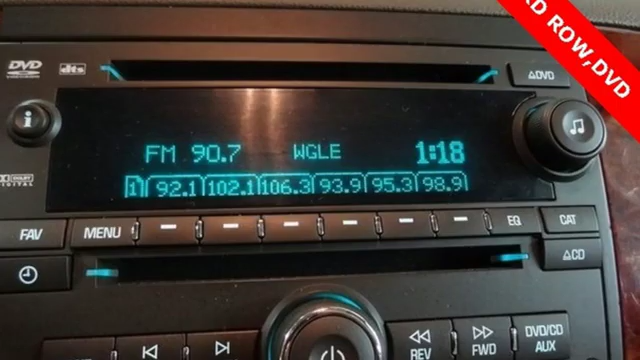 RD ROW, DVD
DVD
dts
⏏DVD
i
FM 90.7 WGLE 1:18
DOLBY
DIGITAL
1 92.1 102.1 106.3 93.9 95.3 98.9
FAV
MENU
EQ
CAT
⏏CD
REV
FWD
DVD/CD
AUX